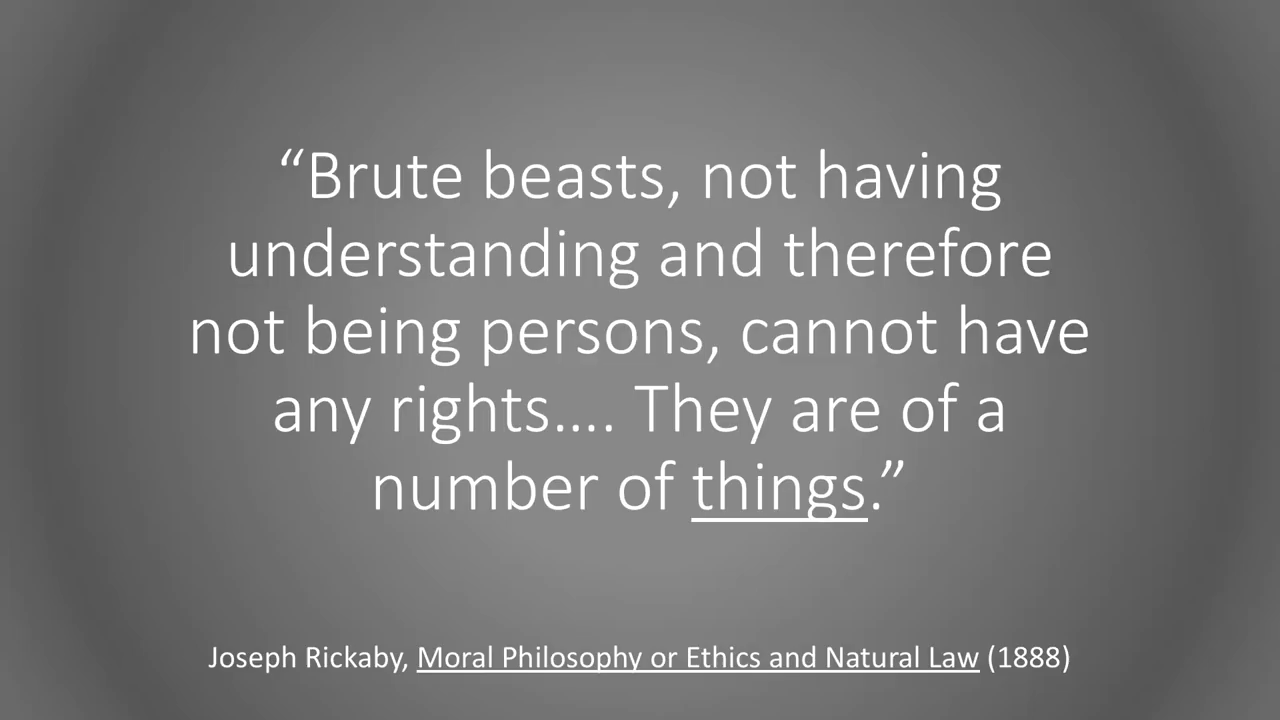 “Brute beasts, not having
understanding and therefore
not being persons, cannot have
any rights…. They are of a
number of things.”
Joseph Rickaby, Moral Philosophy or Ethics and Natural Law (1888)